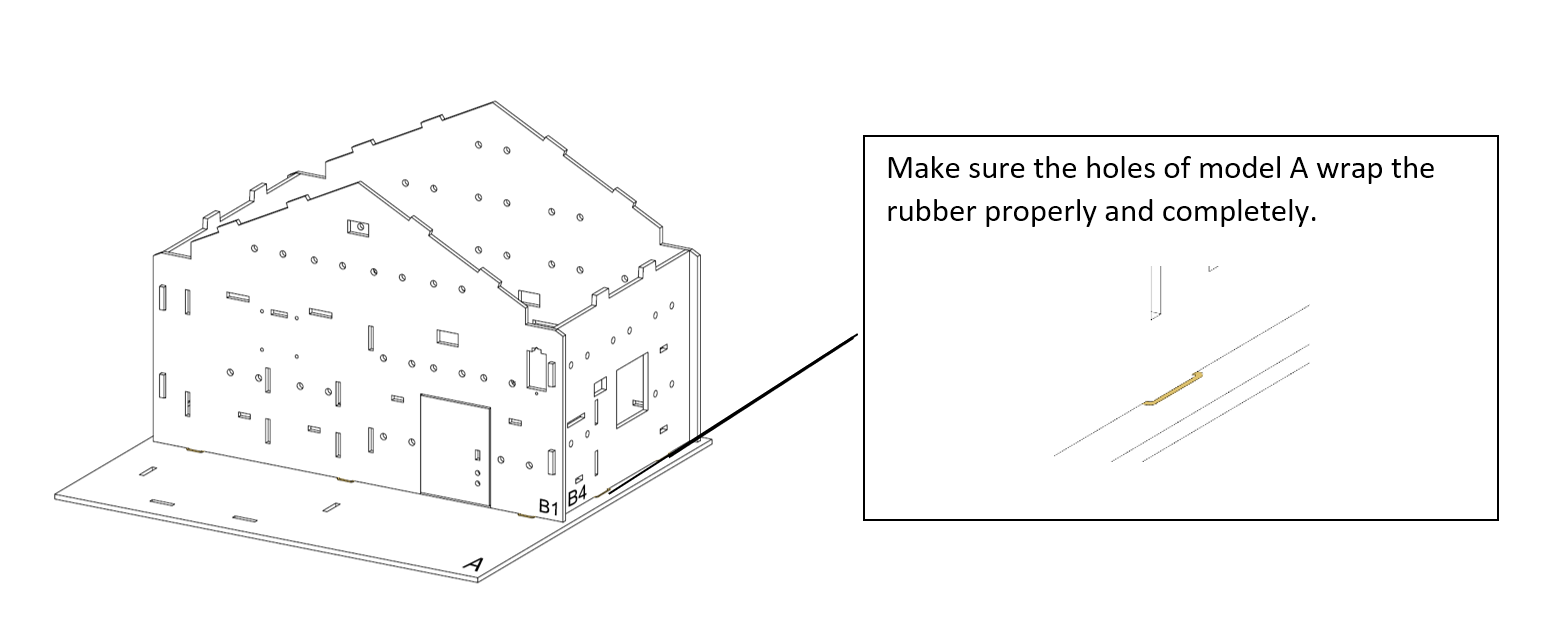 Make sure the holes of model A wrap the
rubber properly and completely.
B1
B4
A